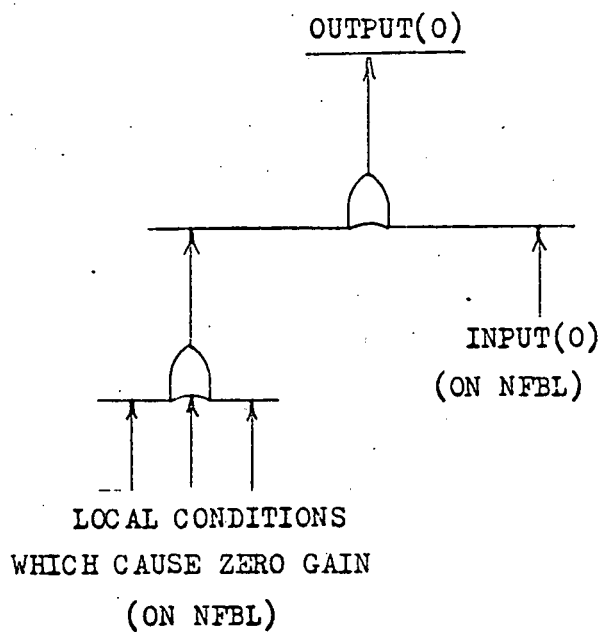 OUTPUT(0)
INPUT(0)
(ON NFBL)
LOCAL CONDITIONS
WHICH CAUSE ZERO GAIN
(ON NFBL)